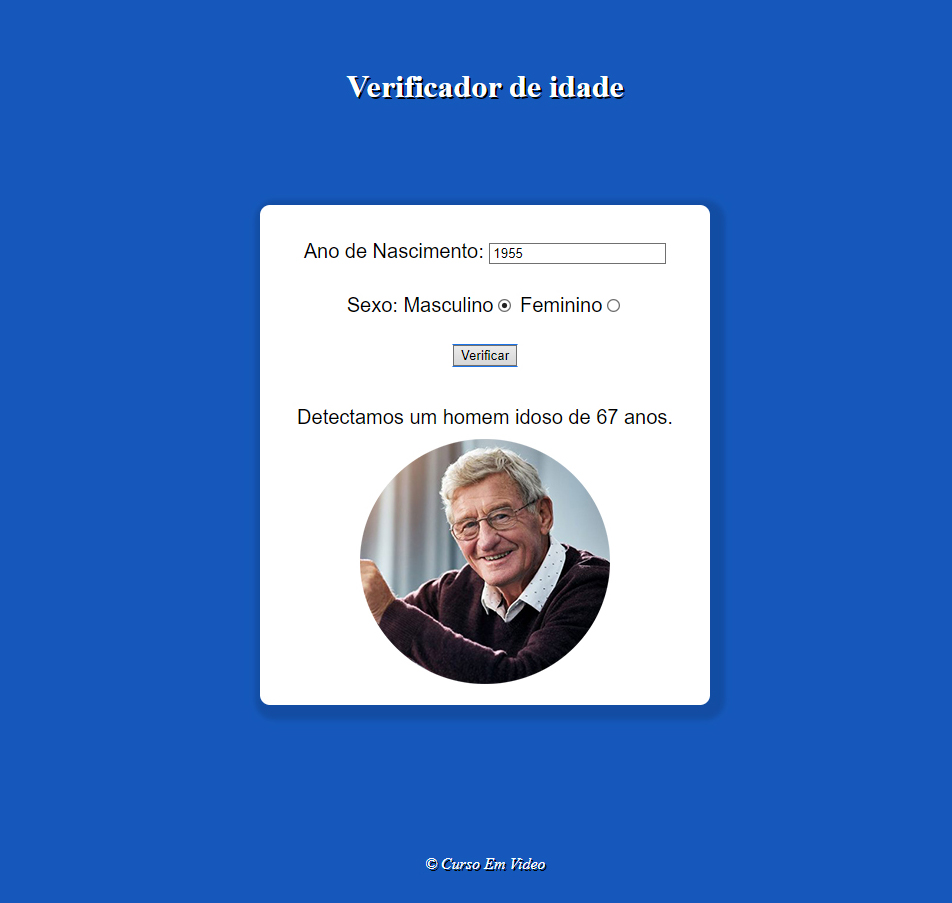 Verificador de idade
Ano de Nascimento: 1955
Sexo: Masculino Feminino
Verificar
Detectamos um homem idoso de 67 anos.
© Curso Em Video